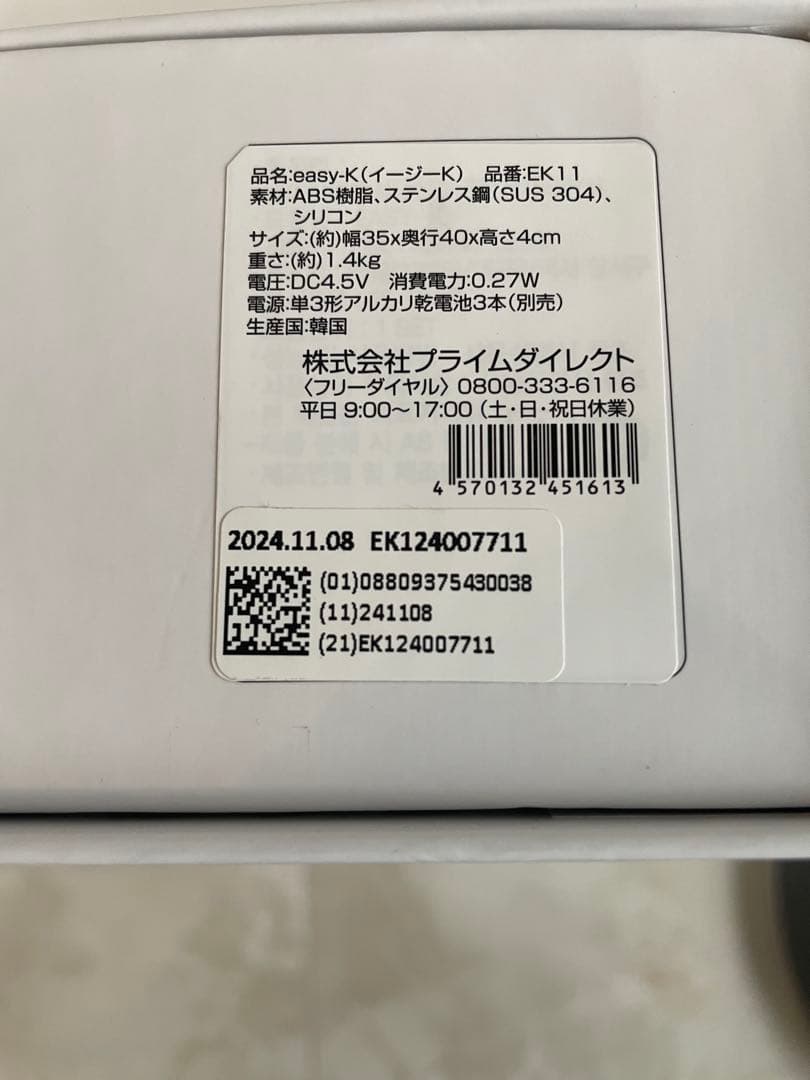 品名:easy-K(イージーK) 品番:EK11
素材:ABS樹脂、ステンレス鋼(SUS 304)、
シリコン
サイズ:(約)幅35x奥行40x高さ4cm
重さ:(約)1.4kg
電圧:DC4.5V 消費電力:0.27W
電源:単3形アルカリ乾電池3本(別売)
生産国:韓国
株式会社プライムダイレクト
〈フリーダイヤル〉0800-333-6116
平日 9:00〜17:00 (土・日・祝日休業)
4 570132 451613
2024.11.08 EK124007711
(01)08809375430038
(11)241108
(21)EK124007711